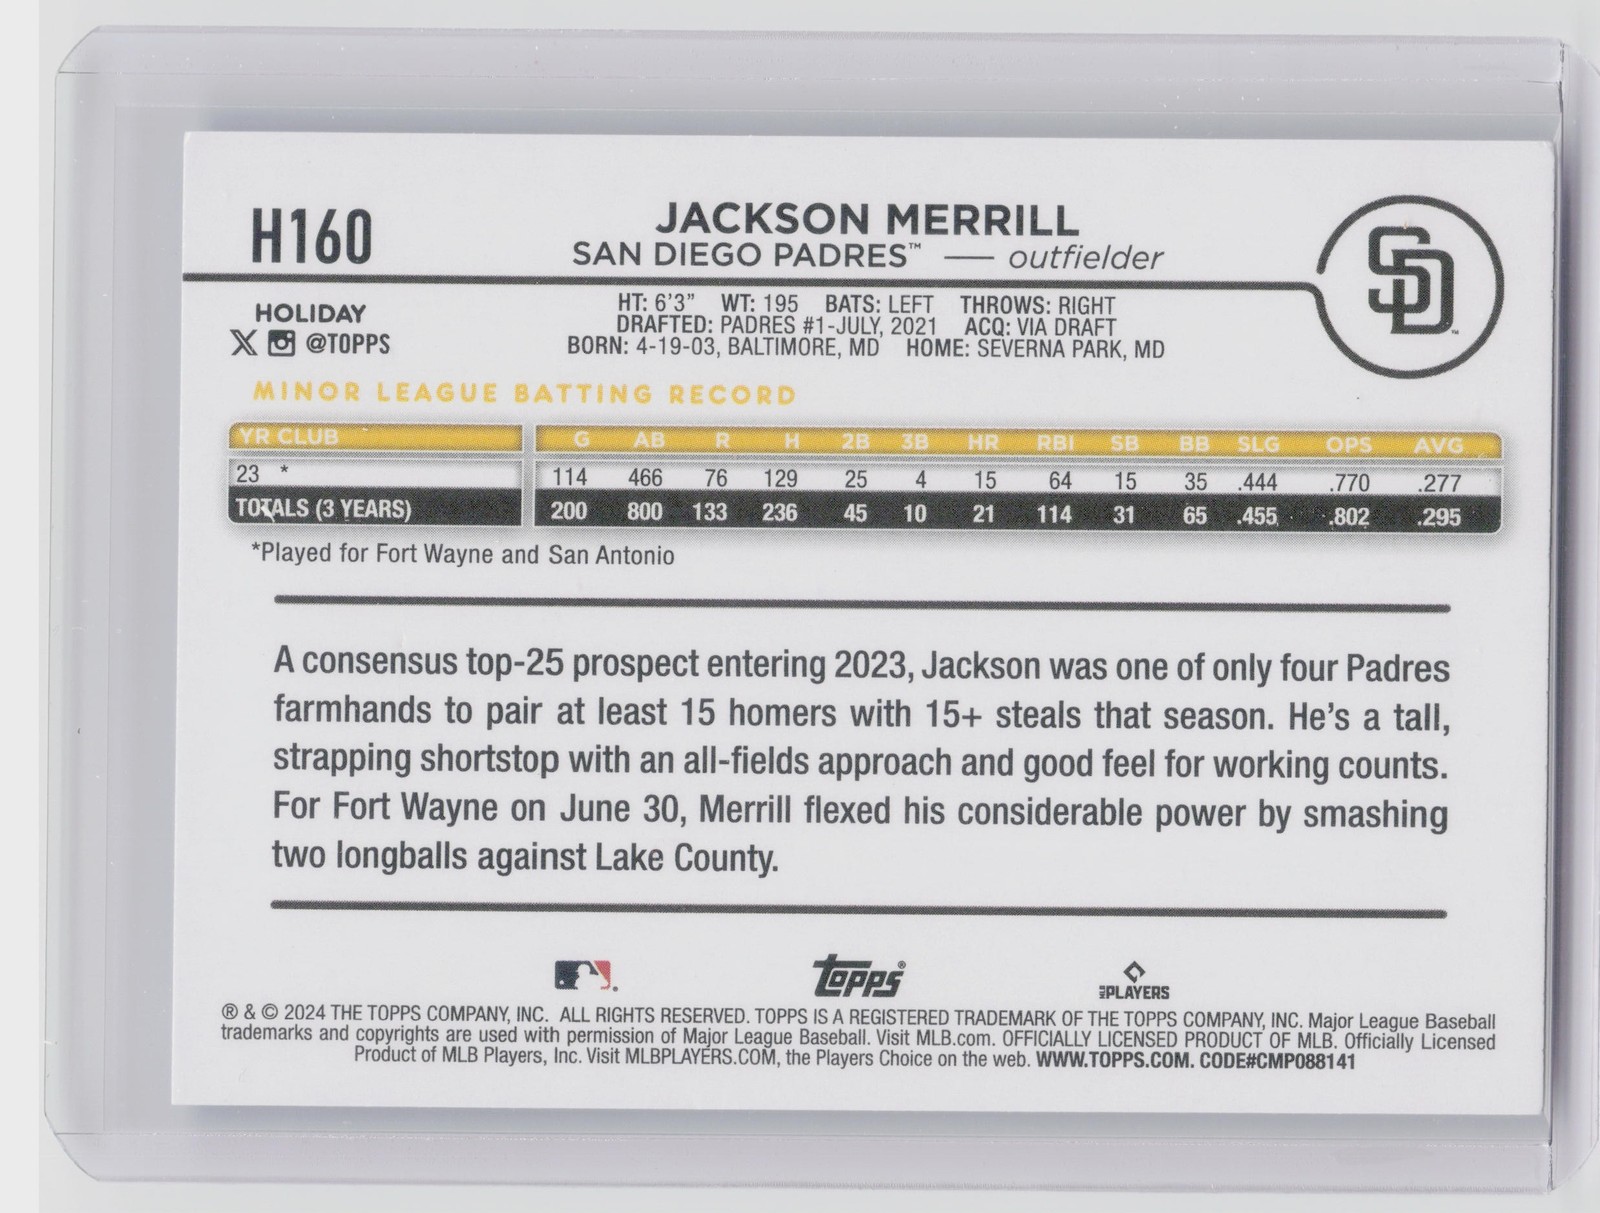 H160
JACKSON MERRILL
SAN DIEGO PADRES™ — outfielder
SD™
HOLIDAY
@TOPPS
HT: 6'3" WT: 195 BATS: LEFT THROWS: RIGHT
DRAFTED: PADRES #1-JULY, 2021 ACQ: VIA DRAFT
BORN: 4-19-03, BALTIMORE, MD HOME: SEVERNA PARK, MD
MINOR LEAGUE BATTING RECORD
YR CLUB G AB R H 2B 3B HR RBI SB BB SLG OPS AVG
23 * 114 466 76 129 25 4 15 64 15 35 .444 .770 .277
TOTALS (3 YEARS) 200 800 133 236 45 10 21 114 31 65 .455 .802 .295
*Played for Fort Wayne and San Antonio
A consensus top-25 prospect entering 2023, Jackson was one of only four Padres
farmhands to pair at least 15 homers with 15+ steals that season. He's a tall,
strapping shortstop with an all-fields approach and good feel for working counts.
For Fort Wayne on June 30, Merrill flexed his considerable power by smashing
two longballs against Lake County.
Topps®
MLB PLAYERS
® & © 2024 THE TOPPS COMPANY, INC. ALL RIGHTS RESERVED. TOPPS IS A REGISTERED TRADEMARK OF THE TOPPS COMPANY, INC. Major League Baseball
trademarks and copyrights are used with permission of Major League Baseball. Visit MLB.com. OFFICIALLY LICENSED PRODUCT OF MLB. Officially Licensed
Product of MLB Players, Inc. Visit MLBPLAYERS.COM, the Players Choice on the web. WWW.TOPPS.COM. CODE#CMP088141